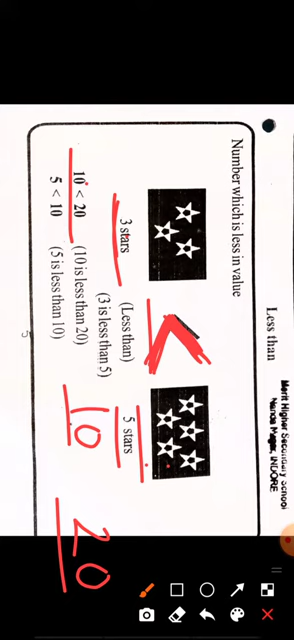 Merit Higher Secondary School
Nanda Nagar, INDORE
Less than
Number which is less in value
<
3 stars (Less than) 5 stars
(3 is less than 5)
10 < 20 (10 is less than 20)
5 < 10 (5 is less than 10)
10 20
5